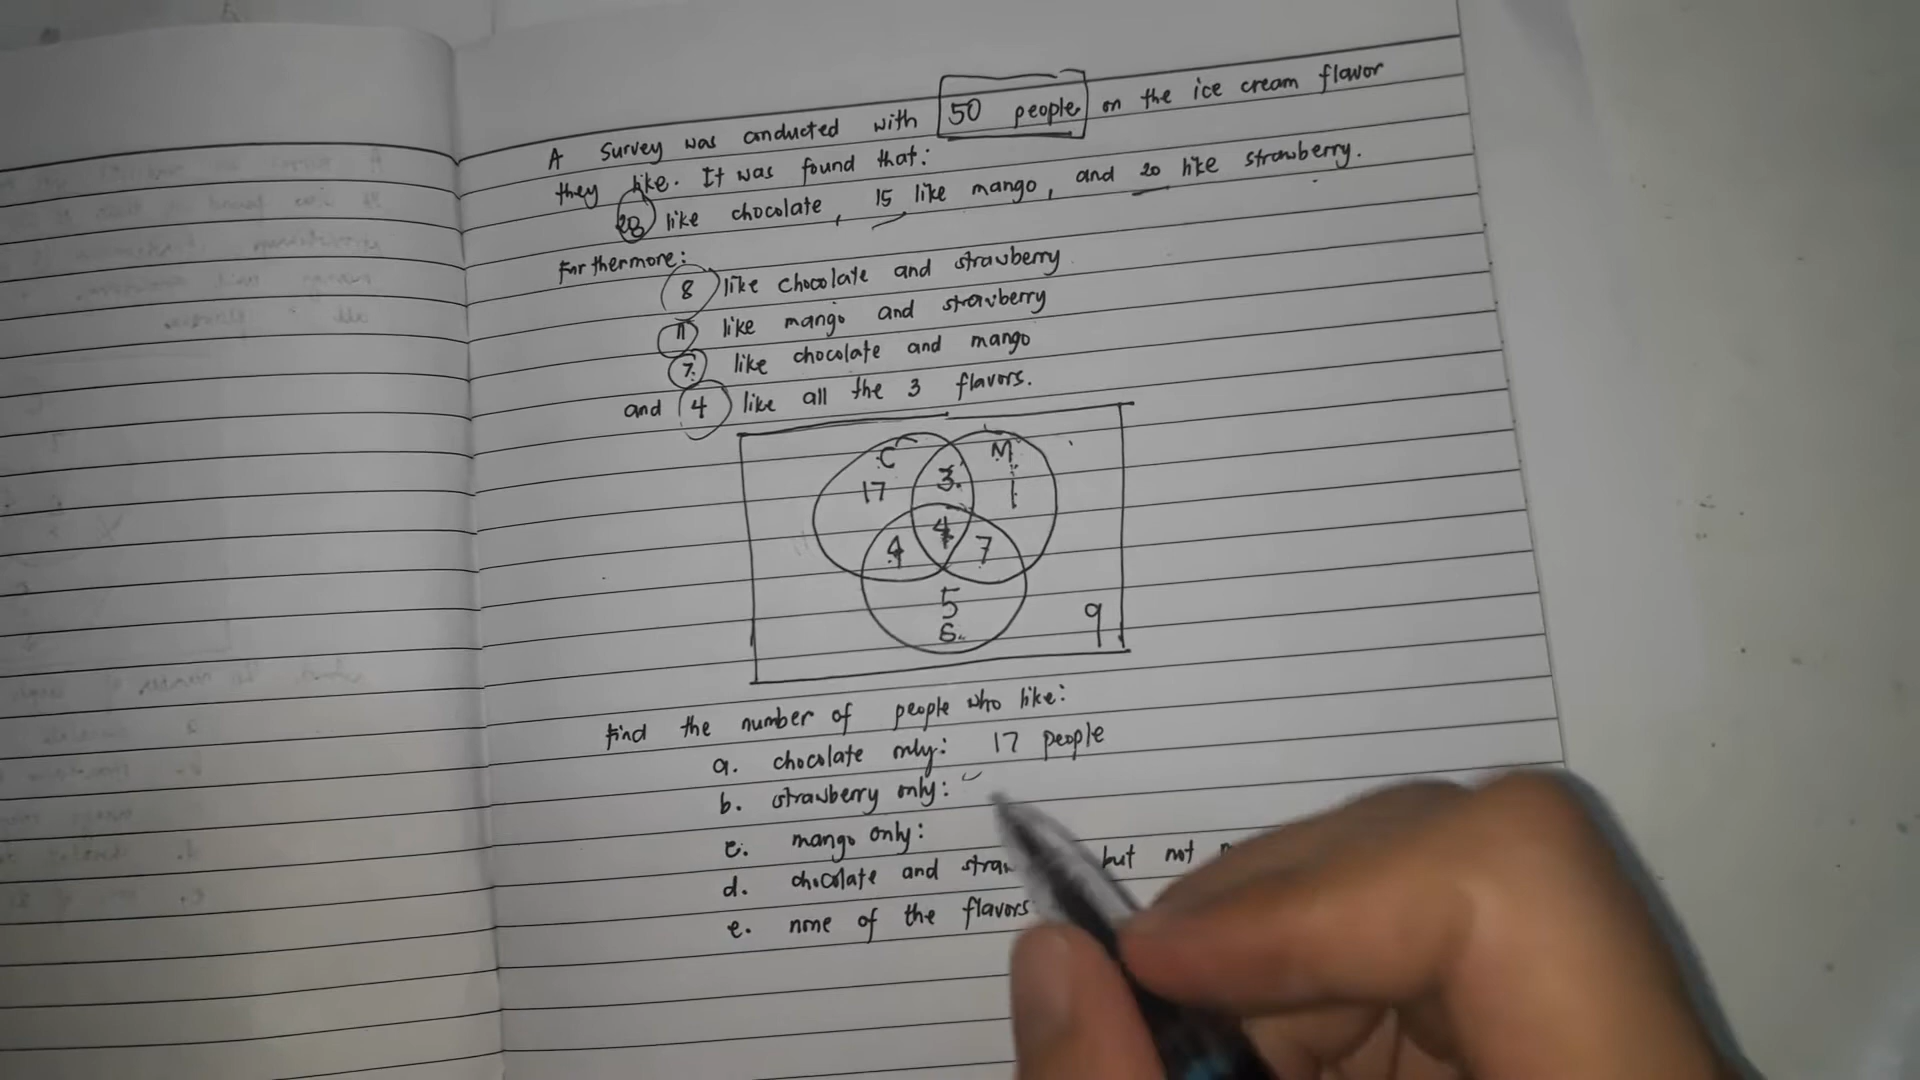 A survey was conducted with 50 people on the ice cream flavor
they like. It was found that:
28 like chocolate, 15 like mango, and 20 like strawberry.
Forthermore:
8 like chocolate and strawberry
11 like mango and strawberry
7 like chocolate and mango
and 4 like all the 3 flavors.
C M
17 3 1
4 4 7
5
S 9
Find the number of people who like:
a. chocolate only: 17 people
b. strawberry only:
c. mango only:
d. chocolate and but not
e. none of the flavors